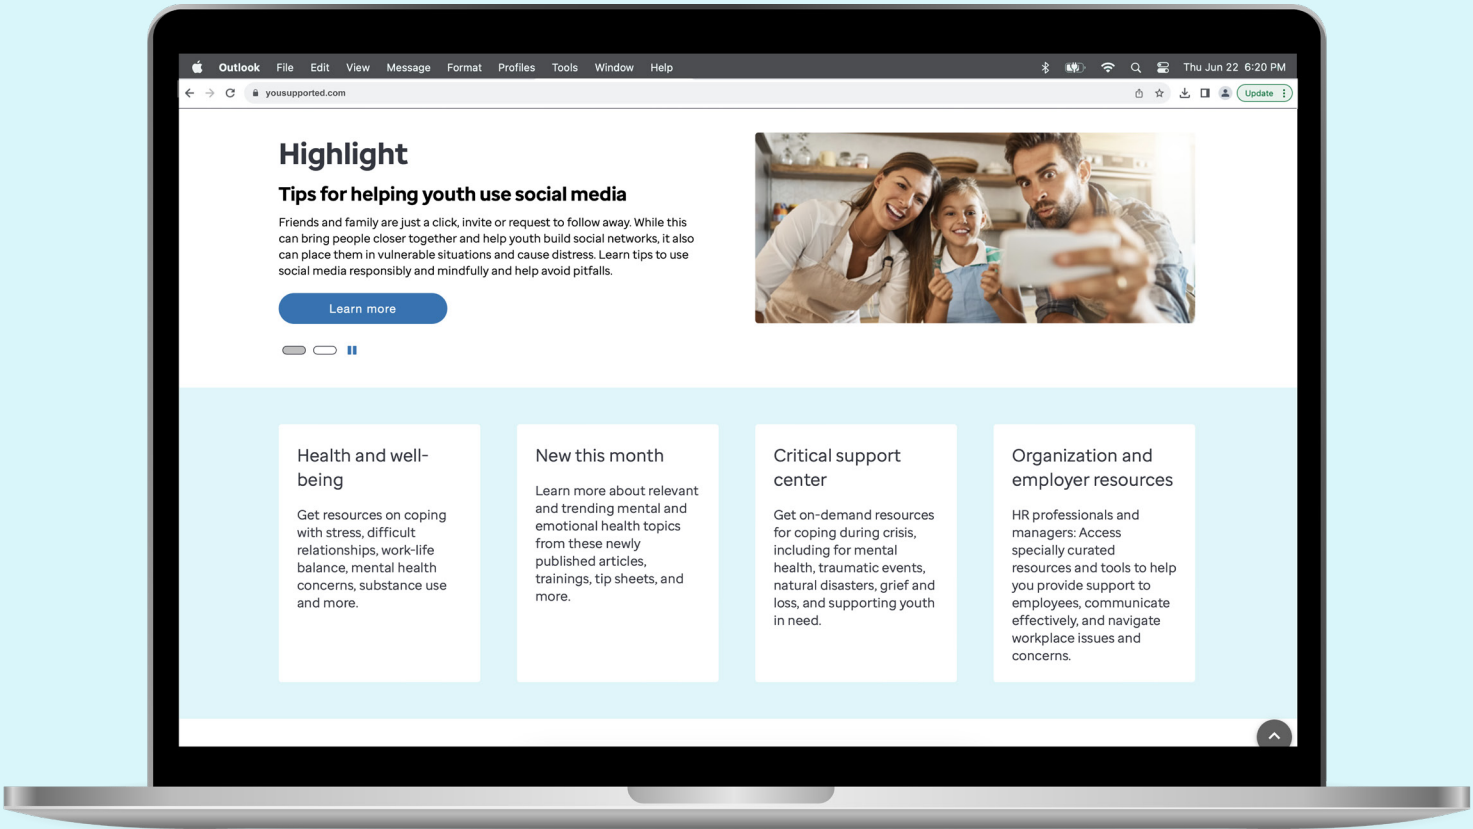 Outlook File Edit View Message Format Profiles Tools Window Help Thu Jun 22 6:20 PM
yousupported.com Update
Highlight
Tips for helping youth use social media
Friends and family are just a click, invite or request to follow away. While this
can bring people closer together and help youth build social networks, it also
can place them in vulnerable situations and cause distress. Learn tips to use
social media responsibly and mindfully and help avoid pitfalls.
Learn more
Health and well-
being
Get resources on coping
with stress, difficult
relationships, work-life
balance, mental health
concerns, substance use
and more.
New this month
Learn more about relevant
and trending mental and
emotional health topics
from these newly
published articles,
trainings, tip sheets, and
more.
Critical support
center
Get on-demand resources
for coping during crisis,
including for mental
health, traumatic events,
natural disasters, grief and
loss, and supporting youth
in need.
Organization and
employer resources
HR professionals and
managers: Access
specially curated
resources and tools to help
you provide support to
employees, communicate
effectively, and navigate
workplace issues and
concerns.